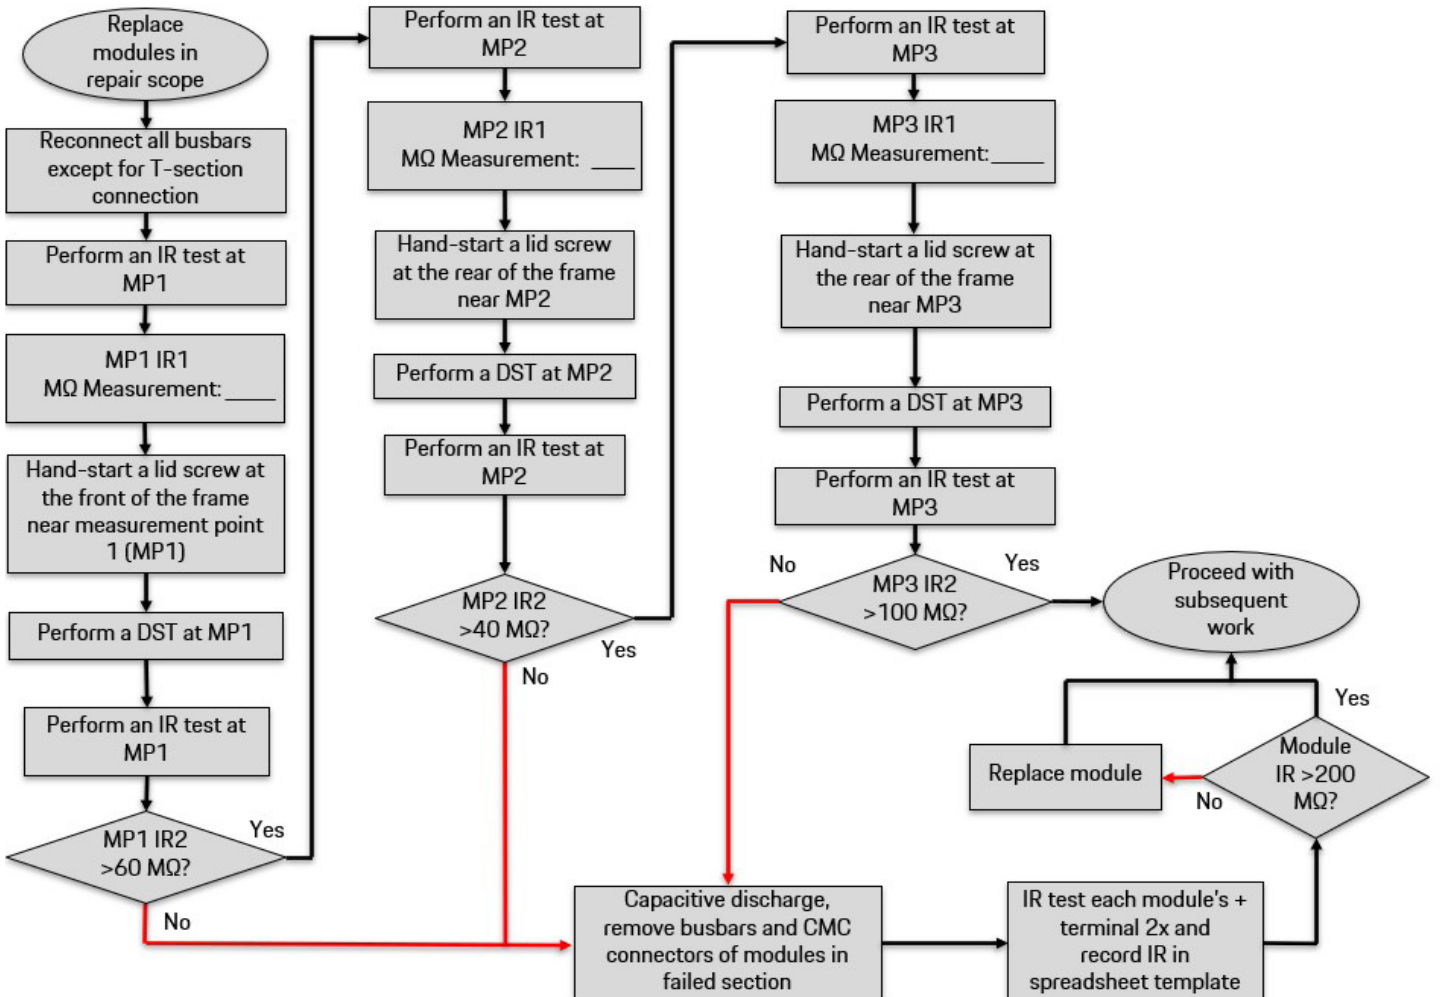 Replace
modules in
repair scope
Reconnect all busbars
except for T-section
connection
Perform an IR test at
MP1
MP1 IR1
MΩ Measurement: ____
Hand-start a lid screw at
the front of the frame
near measurement point
1 (MP1)
Perform a DST at MP1
Perform an IR test at
MP1
MP1 IR2
>60 MΩ?
Yes
No
Perform an IR test at
MP2
MP2 IR1
MΩ Measurement: ____
Hand-start a lid screw
at the rear of the frame
near MP2
Perform a DST at MP2
Perform an IR test at
MP2
MP2 IR2
>40 MΩ?
Yes
No
Perform an IR test at
MP3
MP3 IR1
MΩ Measurement:____
Hand-start a lid screw at
the rear of the frame
near MP3
Perform a DST at MP3
Perform an IR test at
MP3
No
Yes
MP3 IR2
>100 MΩ?
Proceed with
subsequent
work
Yes
Module
IR >200
MΩ?
No
Replace module
Capacitive discharge,
remove busbars and CMC
connectors of modules in
failed section
IR test each module's +
terminal 2x and
record IR in
spreadsheet template